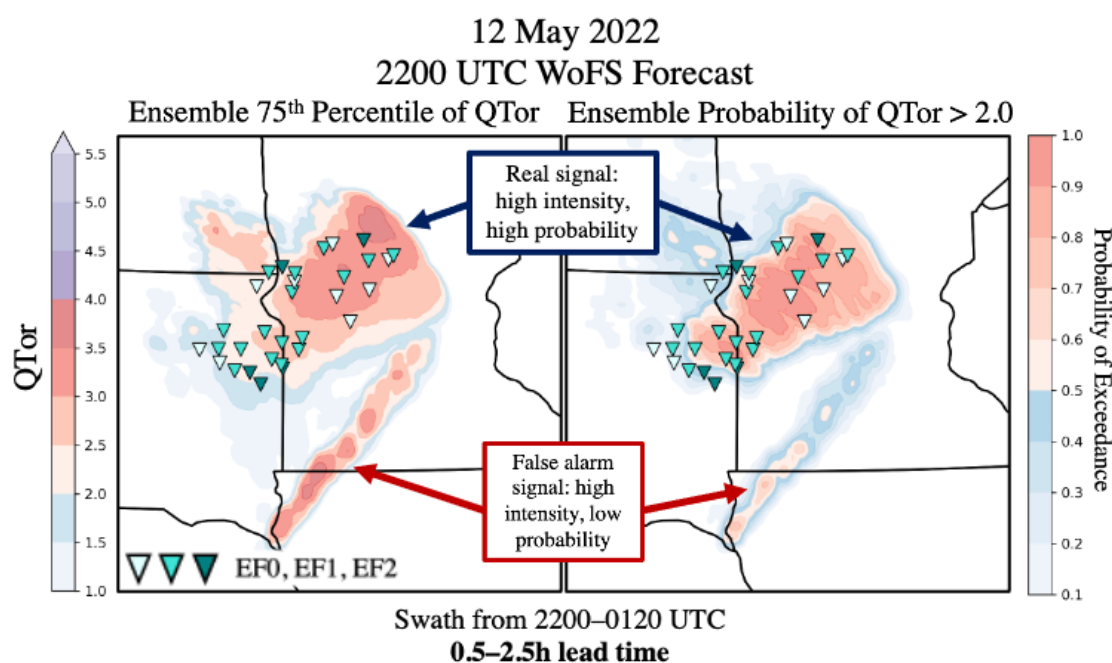 12 May 2022
2200 UTC WoFS Forecast
Ensemble 75th Percentile of QTor
Ensemble Probability of QTor > 2.0
QTor
5.5
5.0
4.5
4.0
3.5
3.0
2.5
2.0
1.5
1.0
Real signal:
high intensity,
high probability
False alarm
signal: high
intensity, low
probability
EF0, EF1, EF2
1.0
0.9
0.8
0.7
0.6
0.5
0.4
0.3
0.2
0.1
Probability of Exceedance
Swath from 2200–0120 UTC
0.5–2.5h lead time